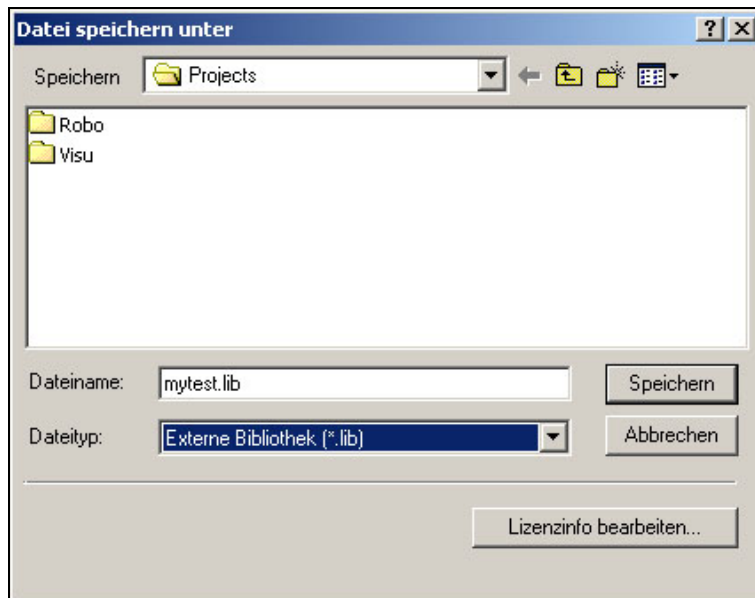 Datei speichern unter
Speichern Projects
Robo
Visu
Dateiname: mytest.lib Speichern
Dateityp: Externe Bibliothek (*.lib) Abbrechen
Lizenzinfo bearbeiten...